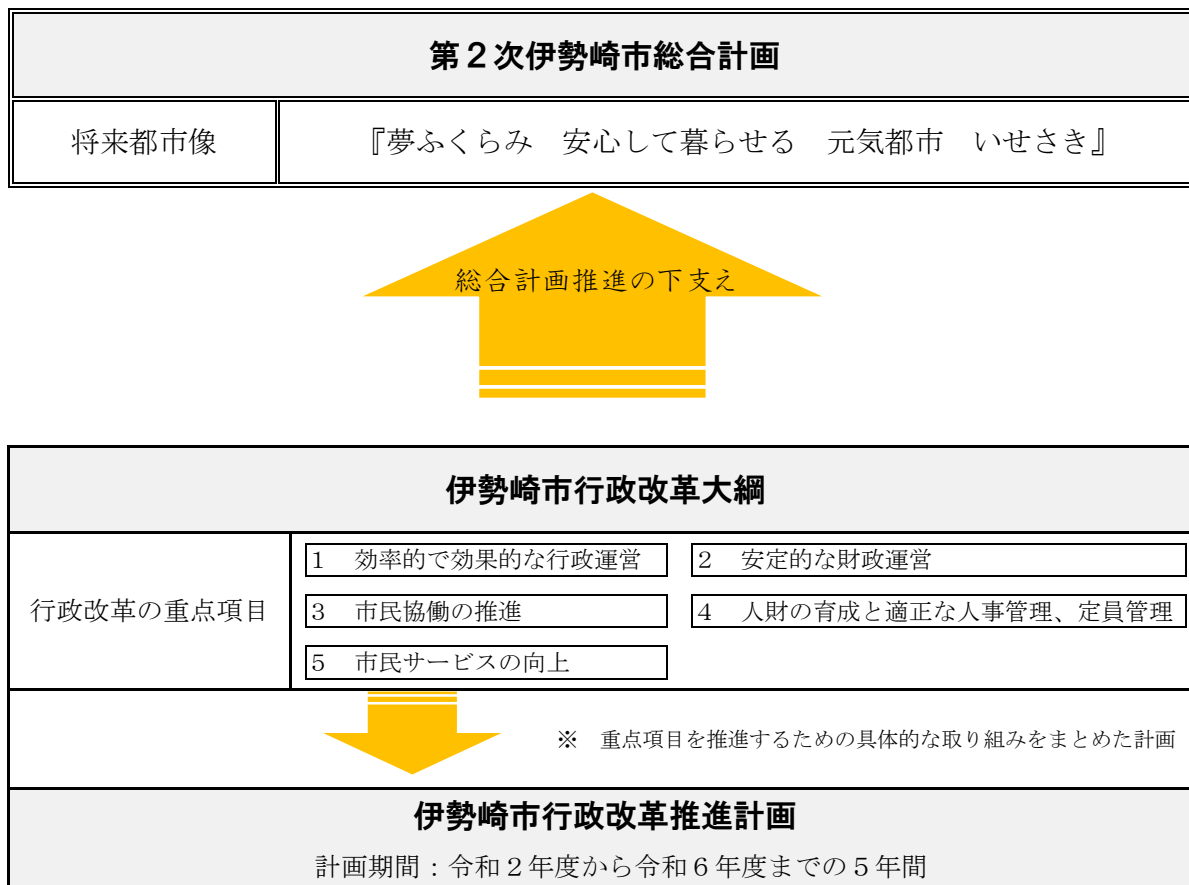 第２次伊勢崎市総合計画
将来都市像
『夢ふくらみ　安心して暮らせる　元気都市　いせさき』
総合計画推進の下支え
伊勢崎市行政改革大綱
行政改革の重点項目
１　効率的で効果的な行政運営
２　安定的な財政運営
３　市民協働の推進
４　人財の育成と適正な人事管理、定員管理
５　市民サービスの向上
※　重点項目を推進するための具体的な取り組みをまとめた計画
伊勢崎市行政改革推進計画
計画期間：令和２年度から令和６年度までの５年間